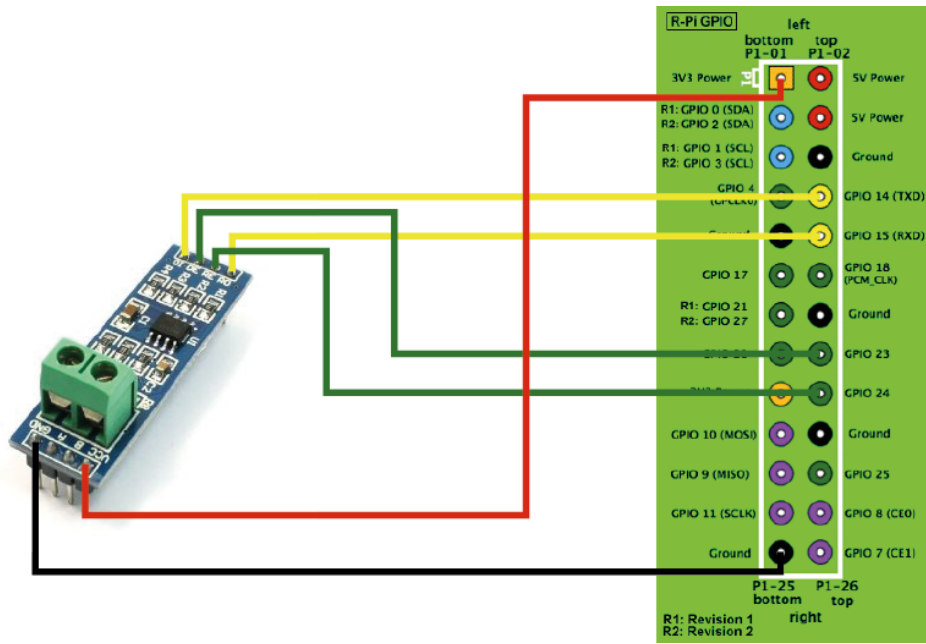 R-Pi GPIO
left
bottom top
P1-01 P1-02
3V3 Power
P1
5V Power
R1: GPIO 0 (SDA)
R2: GPIO 2 (SDA)
5V Power
R1: GPIO 1 (SCL)
R2: GPIO 3 (SCL)
Ground
GPIO 4
GPIO 14 (TXD)
GPIO 15 (RXD)
GPIO 17
GPIO 18
(PCM_CLK)
R1: GPIO 21
R2: GPIO 27
Ground
GPIO 23
GPIO 24
GPIO 10 (MOSI)
Ground
GPIO 9 (MISO)
GPIO 25
GPIO 11 (SCLK)
GPIO 8 (CE0)
Ground
GPIO 7 (CE1)
P1-25 P1-26
bottom top
right
R1: Revision 1
R2: Revision 2
GND A B VCC